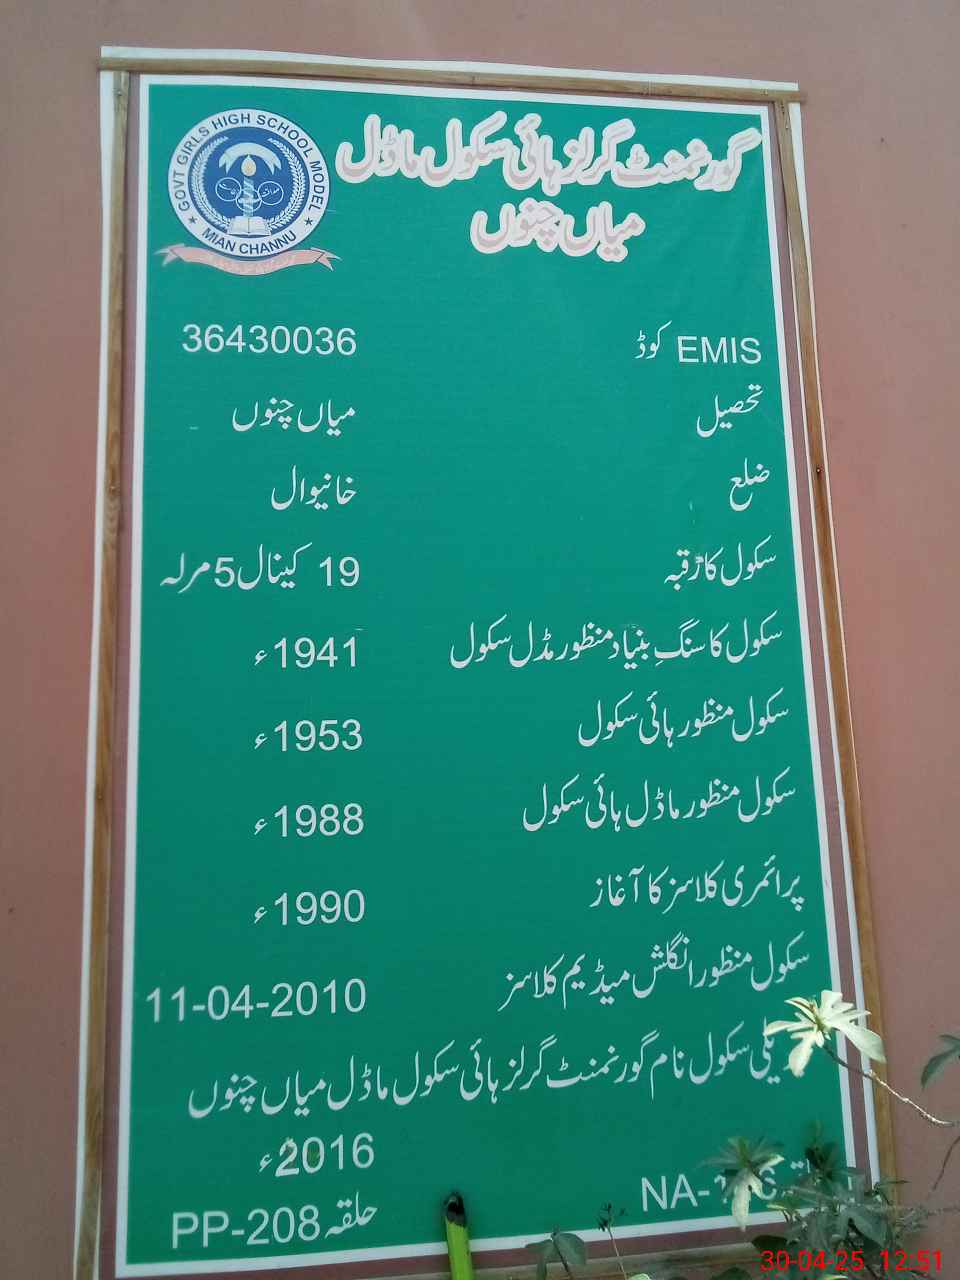 GOVT GIRLS HIGH SCHOOL MODEL
★ MIAN CHANNU ★
گورنمنٹ گرلز ہائی سکول ماڈل
میاں چنوں
EMIS کوڈ 36430036
تحصیل میاں چنوں
ضلع خانیوال
سکول کا رقبہ 19 کینال 5 مرلہ
سکول کا سنگِ بنیاد منظور مڈل سکول 1941ء
سکول منظور ہائی سکول 1953ء
سکول منظور ماڈل ہائی سکول 1988ء
پرائمری کلاسز کا آغاز 1990ء
سکول منظور انگلش میڈیم کلاسز 11-04-2010
سکول نام گورنمنٹ گرلز ہائی سکول ماڈل میاں چنوں
2016ء
حلقہ PP-208
30-04-25 12:51